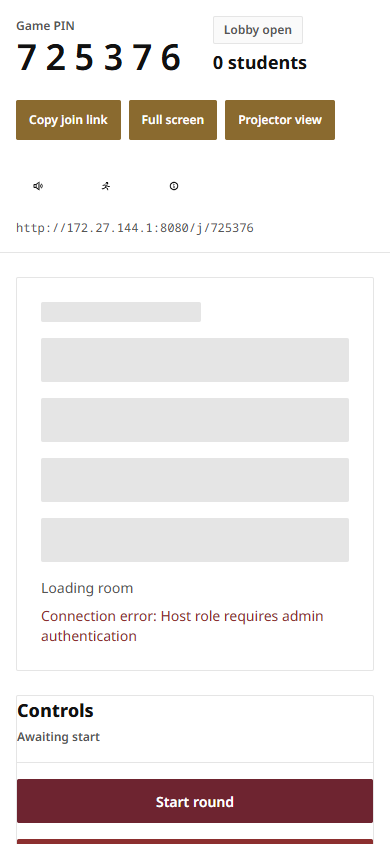 Game PIN
725376
Lobby open
0 students
Copy join link
Full screen
Projector view
http://172.27.144.1:8080/j/725376
Loading room
Connection error: Host role requires admin
authentication
Controls
Awaiting start
Start round